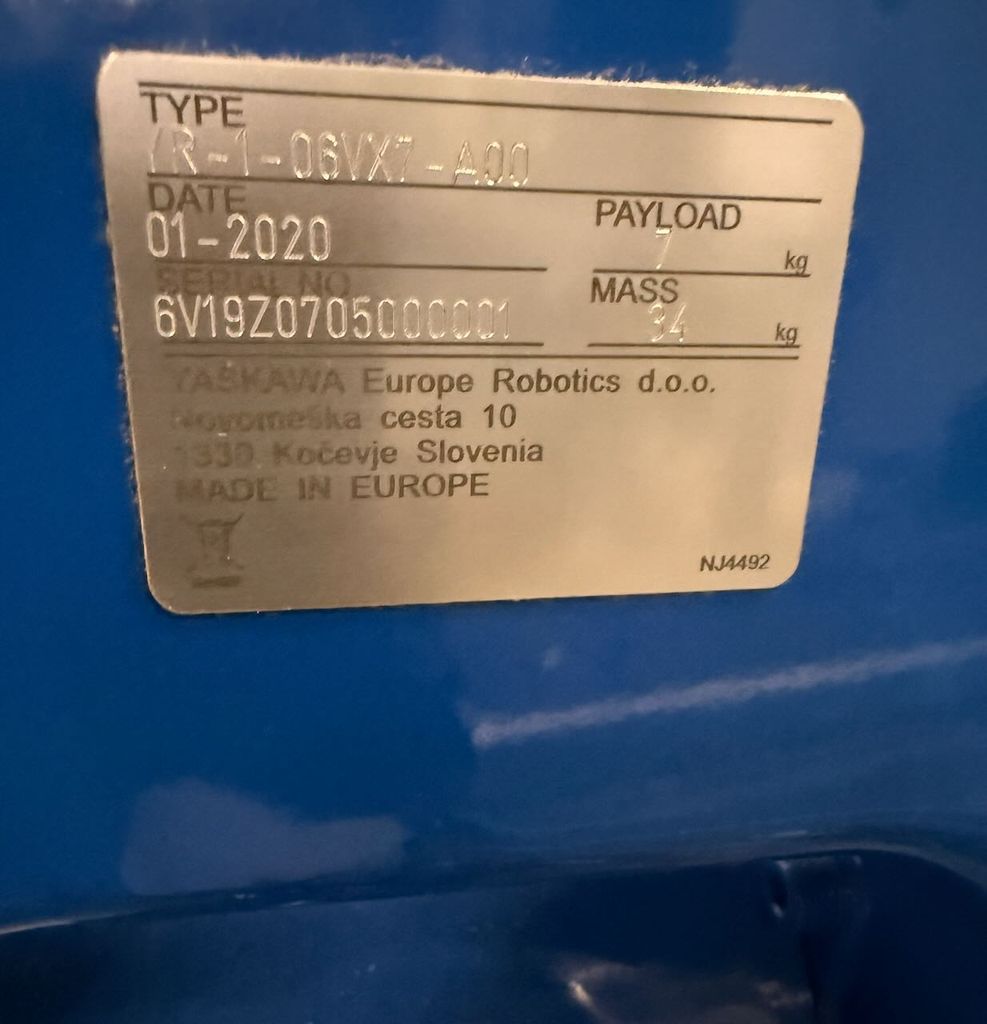 TYPE
YR-1-06VX7-A00
DATE
01-2020
PAYLOAD
7 kg
SERIAL NO
6V19Z0705000001
MASS
34 kg
YASKAWA Europe Robotics d.o.o.
Novomeška cesta 10
1330 Kočevje Slovenia
MADE IN EUROPE
NJ4492